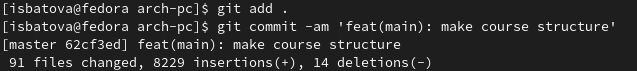 [isbatova@fedora arch-pc]$ git add .
[isbatova@fedora arch-pc]$ git commit -am 'feat(main): make course structure'
[master 62cf3ed] feat(main): make course structure
 91 files changed, 8229 insertions(+), 14 deletions(-)